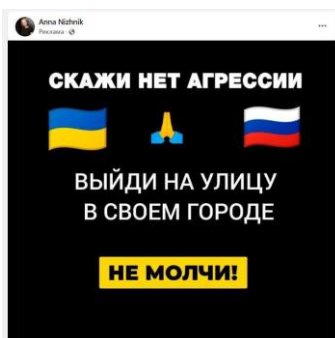 Anna Nizhnik
Реклама ·
СКАЖИ НЕТ АГРЕССИИ
ВЫЙДИ НА УЛИЦУ
В СВОЕМ ГОРОДЕ
НЕ МОЛЧИ!